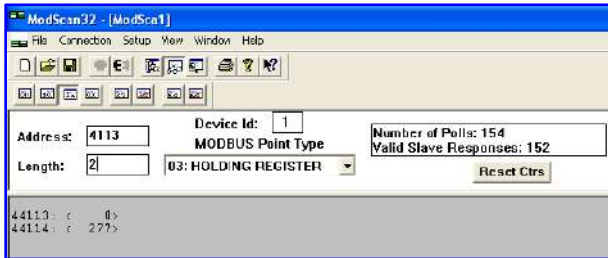 ModScan32 - [ModSca1]
File Connection Setup View Window Help
Address: 4113
Device Id: 1
MODBUS Point Type
Length: 2
03: HOLDING REGISTER
Number of Polls: 154
Valid Slave Responses: 152
Reset Ctrs
44113: < 0>
44114: < 277>